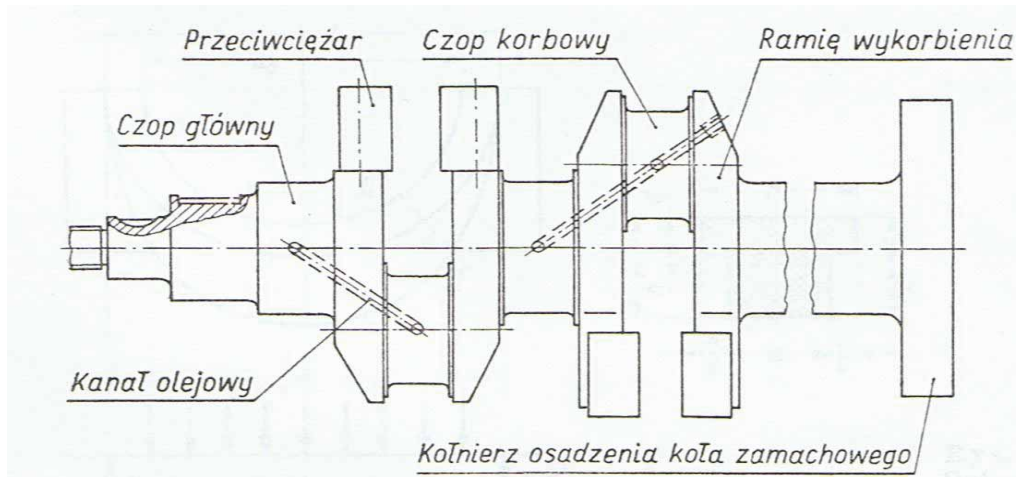 Przeciwciężar
Czop korbowy
Ramię wykorbienia
Czop główny
Kanał olejowy
Kołnierz osadzenia koła zamachowego